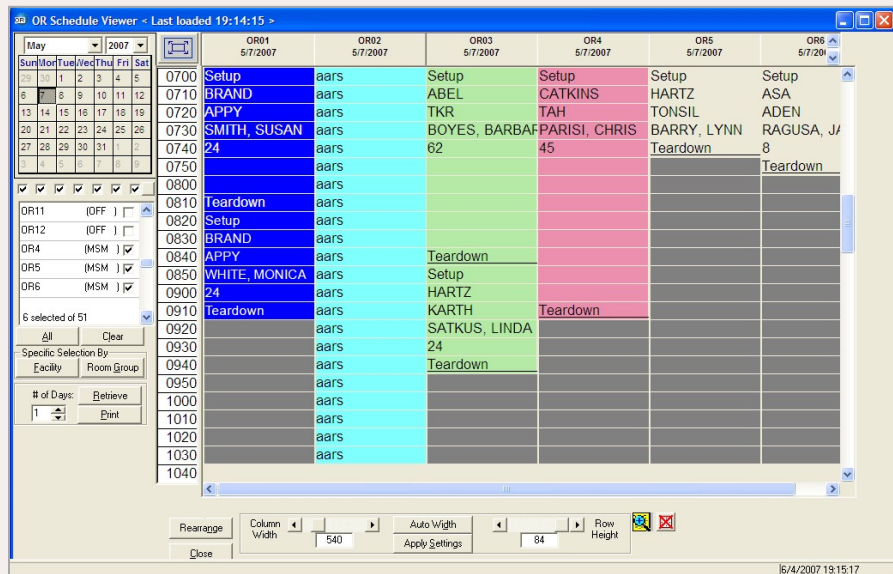 OR Schedule Viewer < Last loaded 19:14:15 >
May 2007
Sun Mon Tue Wed Thu Fri Sat
29 30 1 2 3 4 5
6 7 8 9 10 11 12
13 14 15 16 17 18 19
20 21 22 23 24 25 26
27 28 29 30 31 1 2
3 4 5 6 7 8 9
OR11 (OFF )
OR12 (OFF )
OR4 (MSM )
OR5 (MSM )
OR6 (MSM )
6 selected of 51
All Clear
Specific Selection By
Facility Room Group
# of Days: Retrieve
1 Print
OR01 OR02 OR03 OR4 OR5 OR6
5/07/2007 5/7/2007 5/7/2007 5/7/2007 5/7/2007 5/7/20
0700 Setup aars Setup Setup Setup Setup
0710 BRAND aars ABEL CATKINS HARTZ ASA
0720 APPY aars TKR TAH TONSIL ADEN
0730 SMITH, SUSAN aars BOYES, BARBAR PARISI, CHRIS BARRY, LYNN RAGUSA, JA
0740 24 aars 62 45 Teardown 8
0750 aars Teardown
0800 aars
0810 Teardown aars
0820 Setup aars
0830 BRAND aars
0840 APPY aars Teardown
0850 WHITE, MONICA aars Setup
0900 24 aars HARTZ
0910 Teardown aars KARTH Teardown
0920 aars SATKUS, LINDA
0930 aars 24
0940 aars Teardown
0950 aars
1000 aars
1010 aars
1020 aars
1030 aars
1040
Rearrange Column Width 540 Auto Width Apply Settings 84 Row Height
Close
6/4/2007 19:15:17